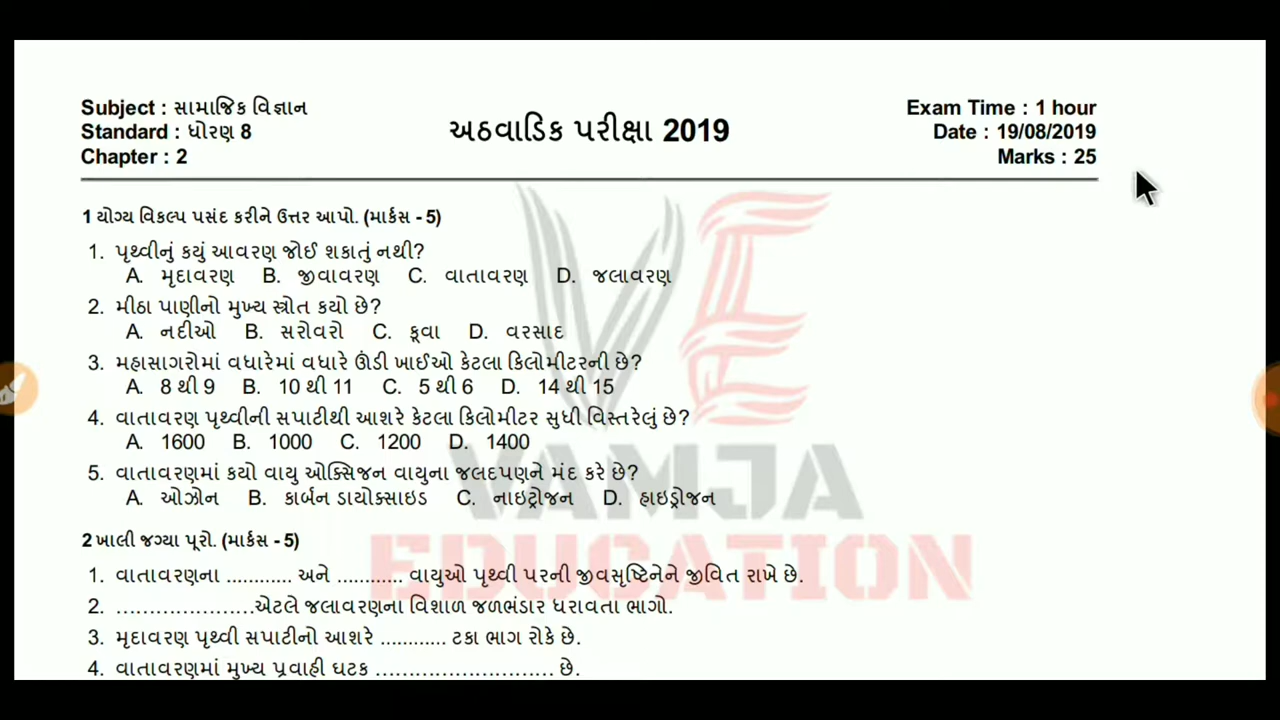 Subject : સામાજિક વિજ્ઞાન
Standard : ધોરણ 8
Chapter : 2
અઠવાડિક પરીક્ષા 2019
Exam Time : 1 hour
Date : 19/08/2019
Marks : 25
1 યોગ્ય વિકલ્પ પસંદ કરીને ઉત્તર આપો. (માર્કસ - 5)
1. પૃથ્વીનું કયું આવરણ જોઈ શકાતું નથી?
A. મૃદાવરણ B. જીવાવરણ C. વાતાવરણ D. જલાવરણ
2. મીઠા પાણીનો મુખ્ય સ્ત્રોત કયો છે?
A. નદીઓ B. સરોવરો C. કૂવા D. વરસાદ
3. મહાસાગરોમાં વધારેમાં વધારે ઊંડી ખાઈઓ કેટલા કિલોમીટરની છે?
A. 8 થી 9 B. 10 થી 11 C. 5 થી 6 D. 14 થી 15
4. વાતાવરણ પૃથ્વીની સપાટીથી આશરે કેટલા કિલોમીટર સુધી વિસ્તરેલું છે?
A. 1600 B. 1000 C. 1200 D. 1400
5. વાતાવરણમાં કયો વાયુ ઓક્સિજન વાયુના જલદપણને મંદ કરે છે?
A. ઓઝોન B. કાર્બન ડાયોક્સાઇડ C. નાઇટ્રોજન D. હાઇડ્રોજન
2 ખાલી જગ્યા પૂરો. (માર્કસ - 5)
1. વાતાવરણના ............ અને ............ વાયુઓ પૃથ્વી પરની જીવસૃષ્ટિનેને જીવિત રાખે છે.
2. .....................એટલે જલાવરણના વિશાળ જળભંડાર ધરાવતા ભાગો.
3. મૃદાવરણ પૃથ્વી સપાટીનો આશરે ............ ટકા ભાગ રોકે છે.
4. વાતાવરણમાં મુખ્ય પ્રવાહી ઘટક ........................... છે.
VE
VAMJA
EDUCATION